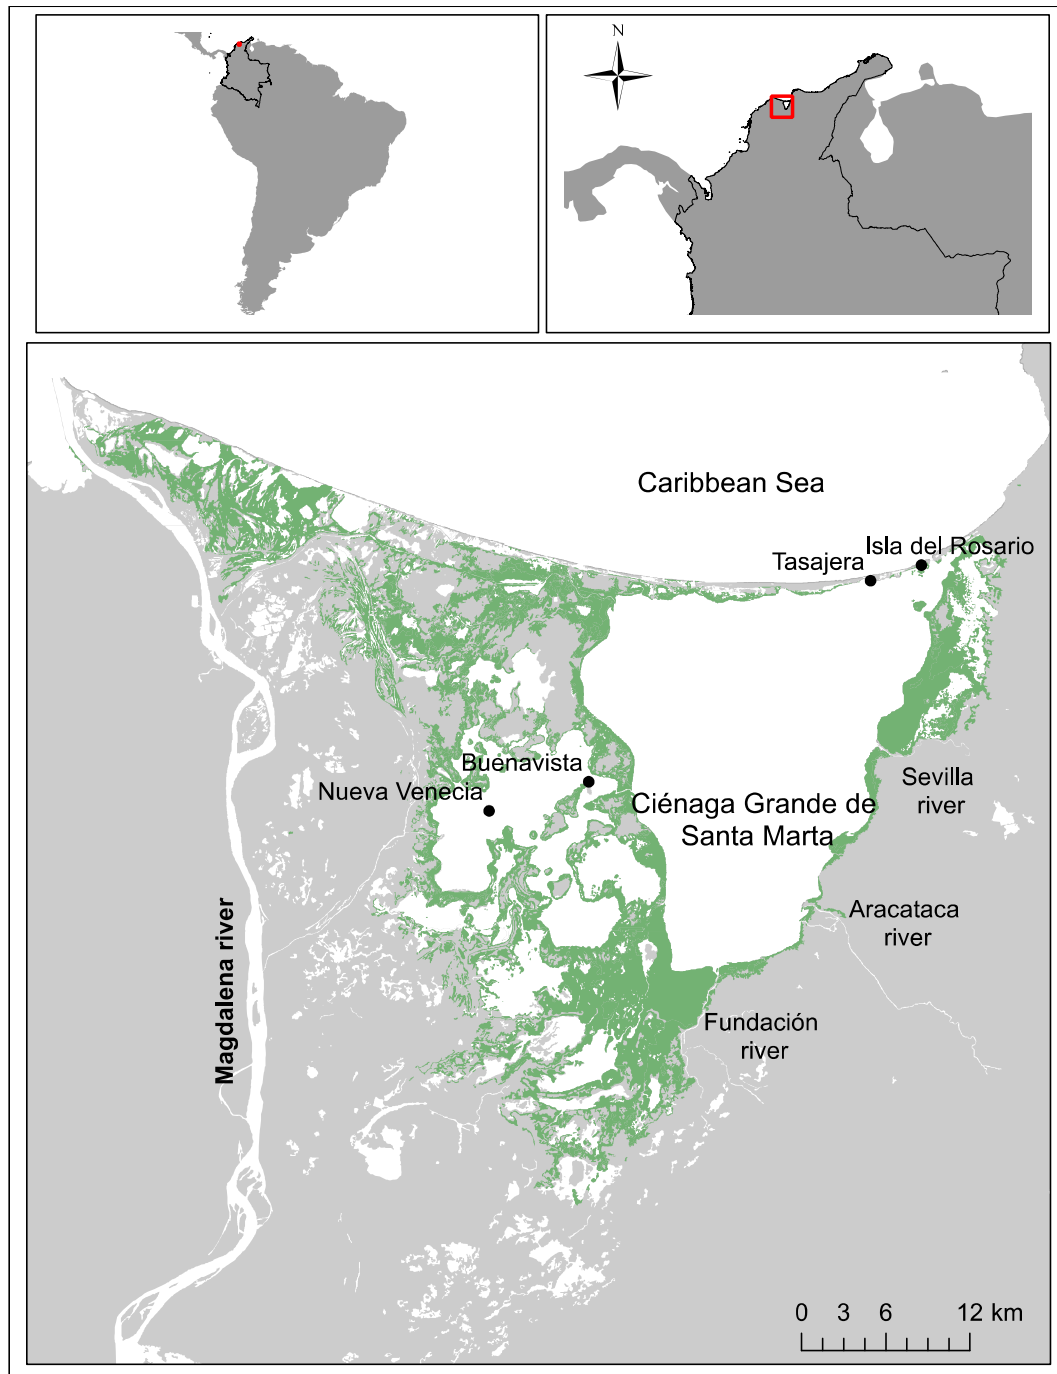 N
Caribbean Sea
Isla del Rosario
Tasajera
Buenavista
Nueva Venecia
Sevilla
river
Ciénaga Grande de
Santa Marta
Aracataca
river
Magdalena river
Fundación
river
0 3 6 12 km